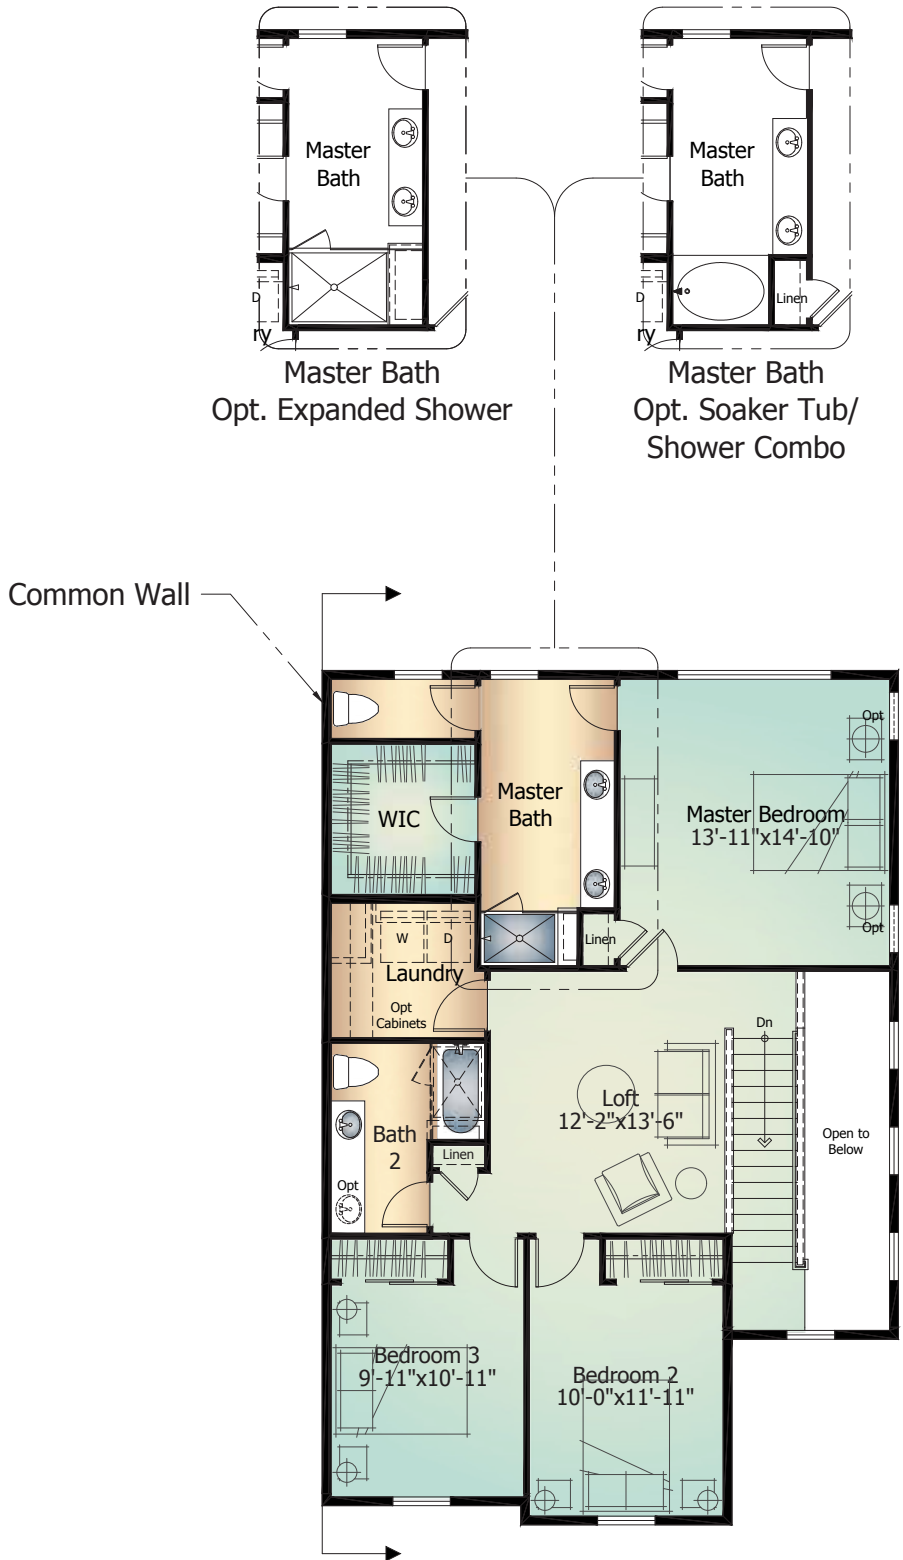 Master
Bath
D
ry
Master Bath
Opt. Expanded Shower
Master
Bath
Linen
D
ry
Master Bath
Opt. Soaker Tub/
Shower Combo
Common Wall
Opt
WIC
Master
Bath
Master Bedroom
13'-11"x14'-10"
Opt
Linen
W
D
Laundry
Opt
Cabinets
Dn
Loft
12'-2"x13'-6"
Open to
Below
Bath
2
Linen
Opt
Bedroom 3
9'-11"x10'-11"
Bedroom 2
10'-0"x11'-11"